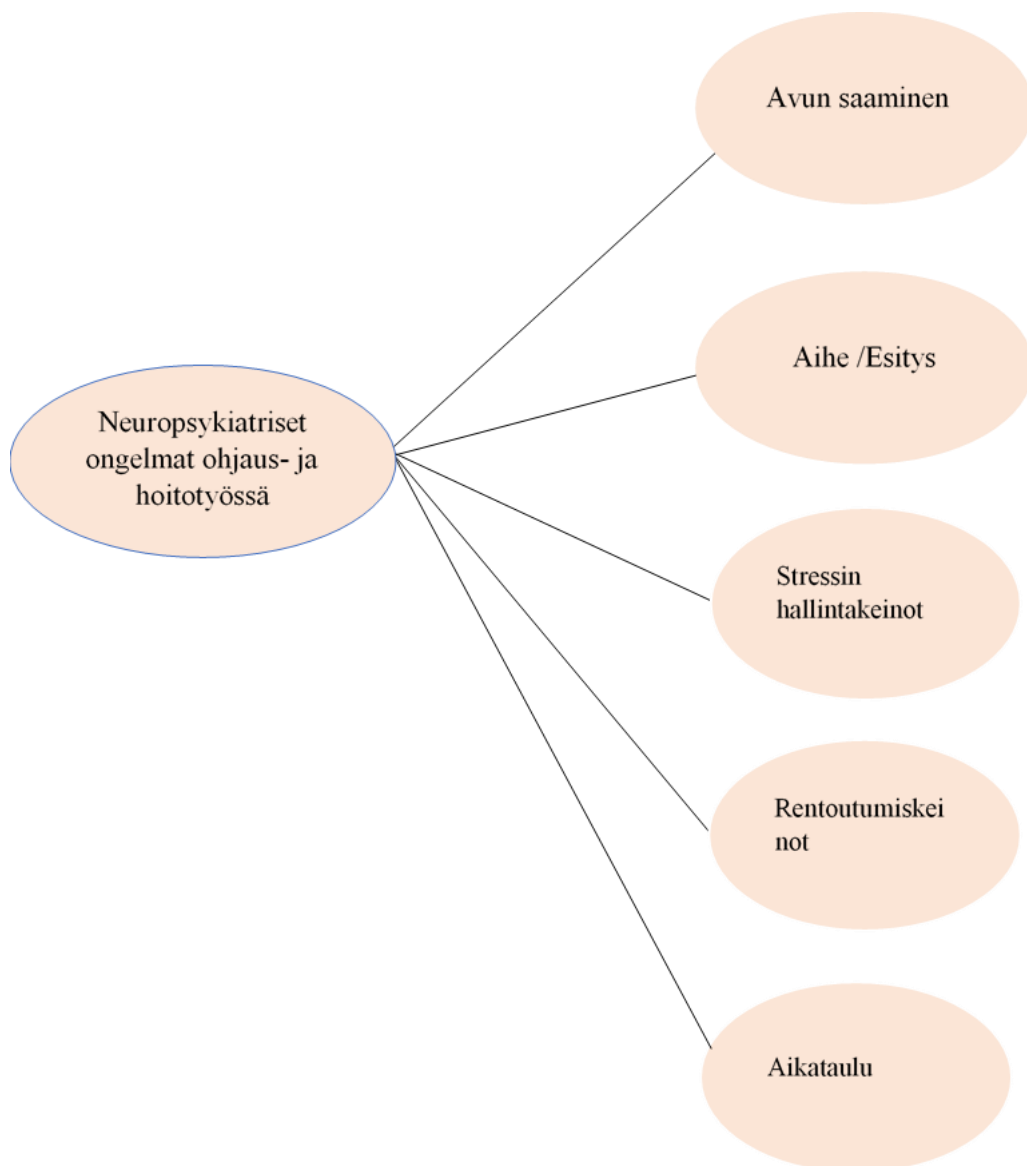 Avun saaminen
Aihe /Esitys
Neuropsykiatriset
ongelmat ohjaus- ja
hoitotyössä
Stressin
hallintakeinot
Rentoutumiskei
not
Aikataulu